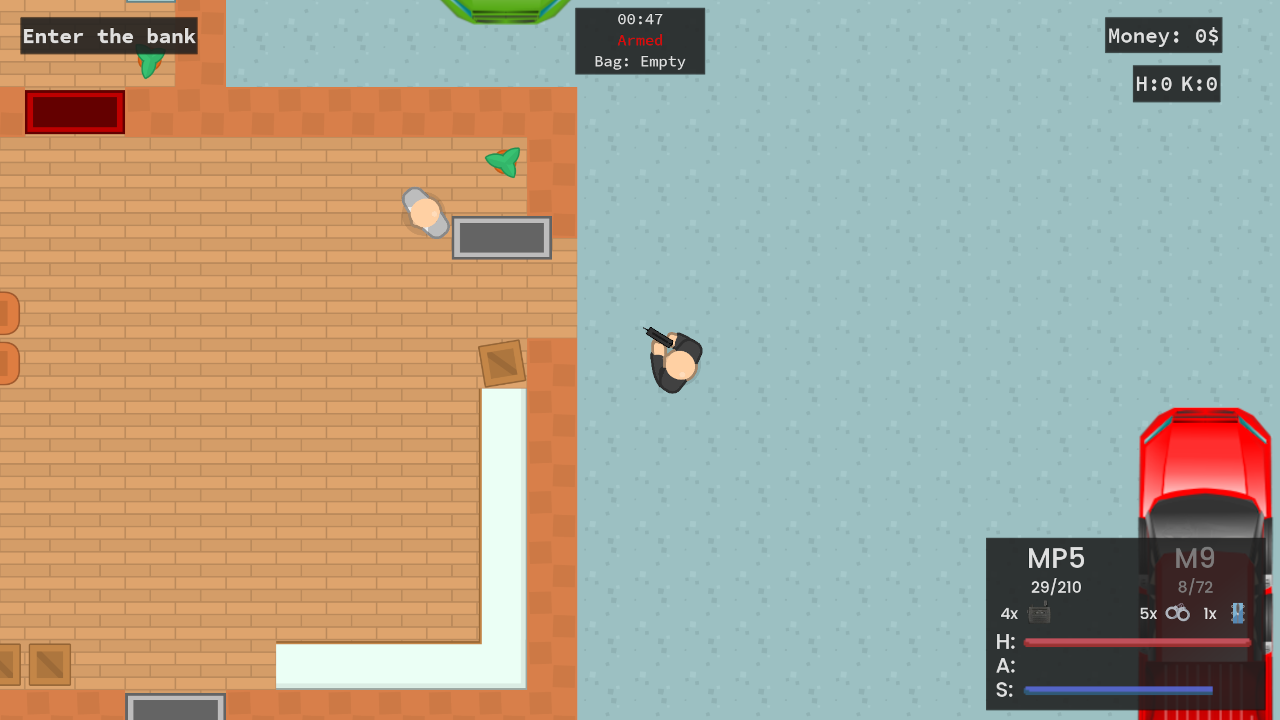 Enter the bank
00:47
Armed
Bag: Empty
Money: 0$
H:0 K:0
MP5
M9
29/210
8/72
4x
5x
1x
H:
A:
S: